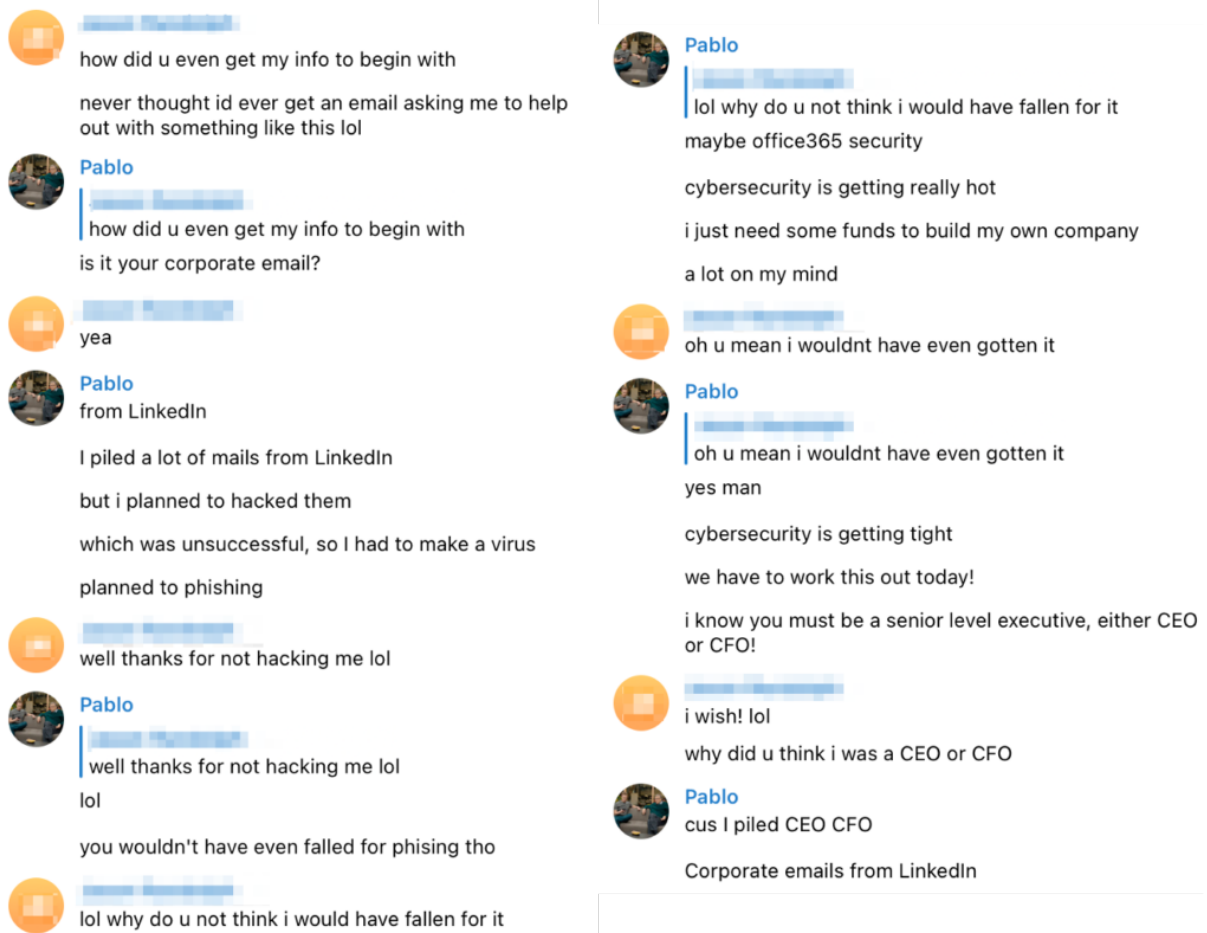 how did u even get my info to begin with
never thought id ever get an email asking me to help
out with something like this lol
Pablo
how did u even get my info to begin with
is it your corporate email?
yea
Pablo
from LinkedIn
I piled a lot of mails from LinkedIn
but i planned to hacked them
which was unsuccessful, so I had to make a virus
planned to phishing
well thanks for not hacking me lol
Pablo
well thanks for not hacking me lol
lol
you wouldn't have even falled for phising tho
lol why do u not think i would have fallen for it
Pablo
lol why do u not think i would have fallen for it
maybe office365 security
cybersecurity is getting really hot
i just need some funds to build my own company
a lot on my mind
oh u mean i wouldnt have even gotten it
Pablo
oh u mean i wouldnt have even gotten it
yes man
cybersecurity is getting tight
we have to work this out today!
i know you must be a senior level executive, either CEO
or CFO!
i wish! lol
why did u think i was a CEO or CFO
Pablo
cus I piled CEO CFO
Corporate emails from LinkedIn